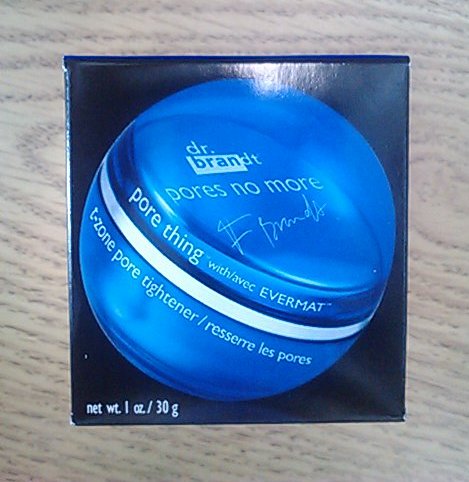 dr.
brandt
pores no more
F Brandt
pore thing with/avec EVERMAT™
t-zone pore tightener / resserre les pores
net wt. 1 oz. / 30 g